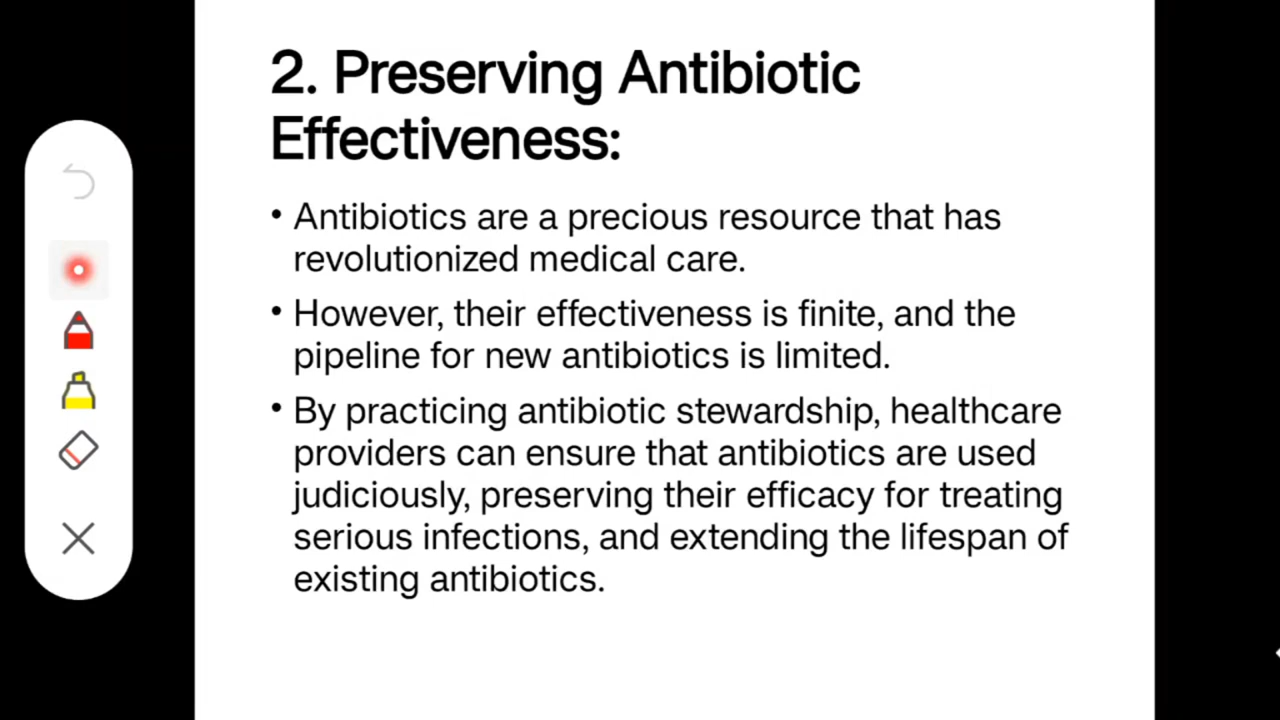 2. Preserving Antibiotic
Effectiveness:
• Antibiotics are a precious resource that has
revolutionized medical care.
• However, their effectiveness is finite, and the
pipeline for new antibiotics is limited.
• By practicing antibiotic stewardship, healthcare
providers can ensure that antibiotics are used
judiciously, preserving their efficacy for treating
serious infections, and extending the lifespan of
existing antibiotics.